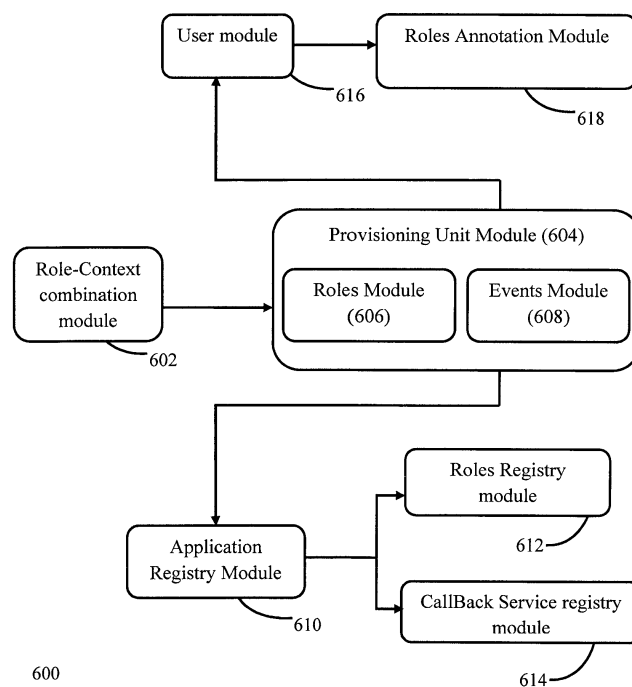 User module
Roles Annotation Module
616
618
Provisioning Unit Module (604)
Role-Context
combination
module
Roles Module
(606)
Events Module
(608)
602
Roles Registry
module
612
Application
Registry Module
610
CallBack Service registry
module
614
600